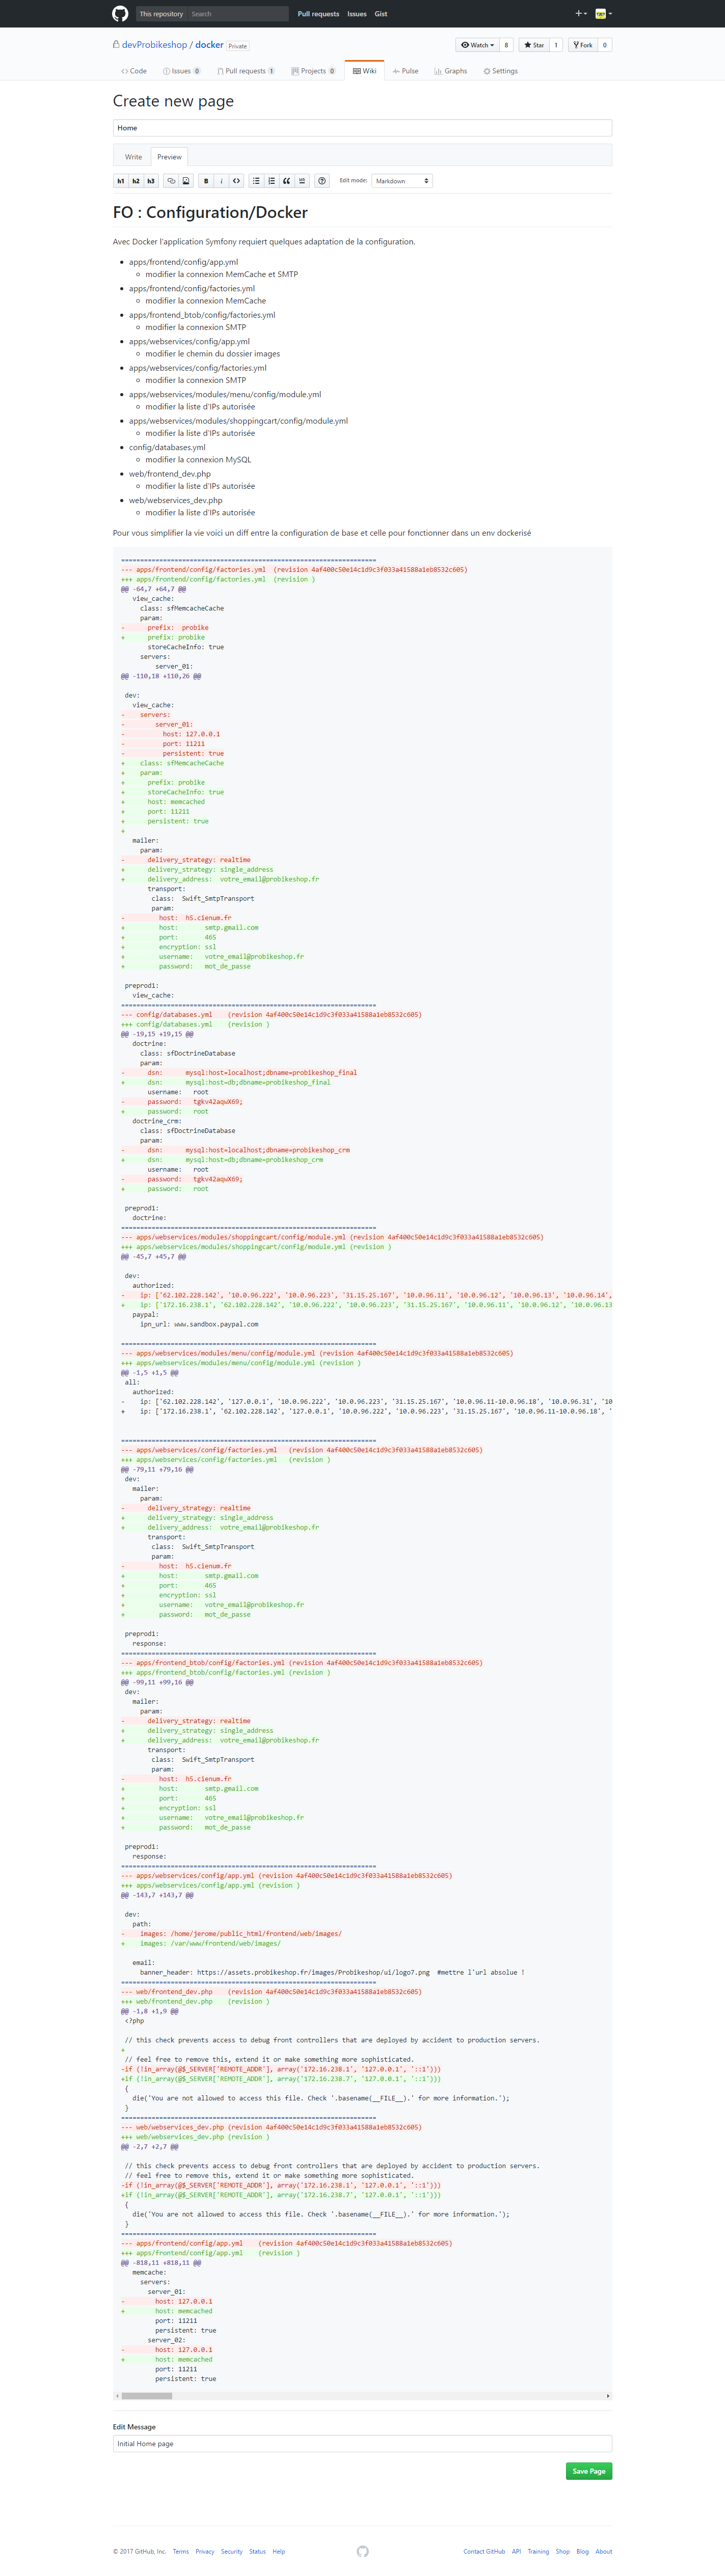 This repository Search Pull requests Issues Gist
devProbikeshop / docker Private Watch 8 Star 1 Fork 0
Code Issues 0 Pull requests 1 Projects 0 Wiki Pulse Graphs Settings
Create new page
Home
Write Preview
h1 h2 h3 B i Edit mode: Markdown
FO : Configuration/Docker
Avec Docker l'application Symfony requiert quelques adaptation de la configuration.
apps/frontend/config/app.yml
modifier la connexion MemCache et SMTP
apps/frontend/config/factories.yml
modifier la connexion MemCache
apps/frontend_btob/config/factories.yml
modifier la connexion SMTP
apps/webservices/config/app.yml
modifier le chemin du dossier images
apps/webservices/config/factories.yml
modifier la connexion SMTP
apps/webservices/modules/menu/config/module.yml
modifier la liste d'IPs autorisée
apps/webservices/modules/shoppingcart/config/module.yml
modifier la liste d'IPs autorisée
config/databases.yml
modifier la connexion MySQL
web/frontend_dev.php
modifier la liste d'IPs autorisée
web/webservices_dev.php
modifier la liste d'IPs autorisée
Pour vous simplifier la vie voici un diff entre la configuration de base et celle pour fonctionner dans un env dockerisé
===================================================================
--- apps/frontend/config/factories.yml  (revision 4af400c50e14c1d9c3f033a41588a1eb8532c605)
+++ apps/frontend/config/factories.yml  (revision )
@@ -64,7 +64,7 @@
   view_cache:
     class: sfMemcacheCache
     param:
-      prefix:  probike
+      prefix: probike
       storeCacheInfo: true
     servers:
         server_01:
@@ -110,18 +110,26 @@
 dev:
   view_cache:
-    servers:
-        server_01:
-          host: 127.0.0.1
-          port: 11211
-          persistent: true
+    class: sfMemcacheCache
+    param:
+      prefix: probike
+      storeCacheInfo: true
+      host: memcached
+      port: 11211
+      persistent: true
+
   mailer:
     param:
-      delivery_strategy: realtime
+      delivery_strategy: single_address
+      delivery_address:  votre_email@probikeshop.fr
       transport:
        class:  Swift_SmtpTransport
        param:
-         host:  h5.cienum.fr
+         host:       smtp.gmail.com
+         port:       465
+         encryption: ssl
+         username:   votre_email@probikeshop.fr
+         password:   mot_de_passe
 preprod1:
   view_cache:
===================================================================
--- config/databases.yml    (revision 4af400c50e14c1d9c3f033a41588a1eb8532c605)
+++ config/databases.yml    (revision )
@@ -19,15 +19,15 @@
   doctrine:
     class: sfDoctrineDatabase
     param:
-      dsn:      mysql:host=localhost;dbname=probikeshop_final
+      dsn:      mysql:host=db;dbname=probikeshop_final
       username:   root
-      password:   tgkv42aqwX69;
+      password:   root
   doctrine_crm:
     class: sfDoctrineDatabase
     param:
-      dsn:      mysql:host=localhost;dbname=probikeshop_crm
+      dsn:      mysql:host=db;dbname=probikeshop_crm
       username:   root
-      password:   tgkv42aqwX69;
+      password:   root
 preprod1:
   doctrine:
===================================================================
--- apps/webservices/modules/shoppingcart/config/module.yml (revision 4af400c50e14c1d9c3f033a41588a1eb8532c605)
+++ apps/webservices/modules/shoppingcart/config/module.yml (revision )
@@ -45,7 +45,7 @@
 dev:
   authorized:
-    ip: ['62.102.228.142', '10.0.96.222', '10.0.96.223', '31.15.25.167', '10.0.96.11', '10.0.96.12', '10.0.96.13', '10.0.96.14',
+    ip: ['172.16.238.1', '62.102.228.142', '10.0.96.222', '10.0.96.223', '31.15.25.167', '10.0.96.11', '10.0.96.12', '10.0.96.13
   paypal:
     ipn_url: www.sandbox.paypal.com
===================================================================
--- apps/webservices/modules/menu/config/module.yml (revision 4af400c50e14c1d9c3f033a41588a1eb8532c605)
+++ apps/webservices/modules/menu/config/module.yml (revision )
@@ -1,5 +1,5 @@
 all:
   authorized:
-    ip: ['62.102.228.142', '127.0.0.1', '10.0.96.222', '10.0.96.223', '31.15.25.167', '10.0.96.11-10.0.96.18', '10.0.96.31', '10
+    ip: ['172.16.238.1', '62.102.228.142', '127.0.0.1', '10.0.96.222', '10.0.96.223', '31.15.25.167', '10.0.96.11-10.0.96.18', '
===================================================================
--- apps/webservices/config/factories.yml   (revision 4af400c50e14c1d9c3f033a41588a1eb8532c605)
+++ apps/webservices/config/factories.yml   (revision )
@@ -79,11 +79,16 @@
 dev:
   mailer:
     param:
-      delivery_strategy: realtime
+      delivery_strategy: single_address
+      delivery_address:  votre_email@probikeshop.fr
       transport:
        class:  Swift_SmtpTransport
        param:
-         host:  h5.cienum.fr
+         host:       smtp.gmail.com
+         port:       465
+         encryption: ssl
+         username:   votre_email@probikeshop.fr
+         password:   mot_de_passe
 preprod1:
   response:
===================================================================
--- apps/frontend_btob/config/factories.yml (revision 4af400c50e14c1d9c3f033a41588a1eb8532c605)
+++ apps/frontend_btob/config/factories.yml (revision )
@@ -99,11 +99,16 @@
 dev:
   mailer:
     param:
-      delivery_strategy: realtime
+      delivery_strategy: single_address
+      delivery_address:  votre_email@probikeshop.fr
       transport:
        class:  Swift_SmtpTransport
        param:
-         host:  h5.cienum.fr
+         host:       smtp.gmail.com
+         port:       465
+         encryption: ssl
+         username:   votre_email@probikeshop.fr
+         password:   mot_de_passe
 preprod1:
   response:
===================================================================
--- apps/webservices/config/app.yml (revision 4af400c50e14c1d9c3f033a41588a1eb8532c605)
+++ apps/webservices/config/app.yml (revision )
@@ -143,7 +143,7 @@
 dev:
   path:
-    images: /home/jerome/public_html/frontend/web/images/
+    images: /var/www/frontend/web/images/
   email:
     banner_header: https://assets.probikeshop.fr/images/Probikeshop/ui/logo7.png  #mettre l'url absolue !
===================================================================
--- web/frontend_dev.php    (revision 4af400c50e14c1d9c3f033a41588a1eb8532c605)
+++ web/frontend_dev.php    (revision )
@@ -1,8 +1,9 @@
 <?php
 // this check prevents access to debug front controllers that are deployed by accident to production servers.
+
 // feel free to remove this, extend it or make something more sophisticated.
-if (!in_array(@$_SERVER['REMOTE_ADDR'], array('172.16.238.1', '127.0.0.1', '::1')))
+if (!in_array(@$_SERVER['REMOTE_ADDR'], array('172.16.238.7', '127.0.0.1', '::1')))
 {
   die('You are not allowed to access this file. Check '.basename(__FILE__).' for more information.');
 }
===================================================================
--- web/webservices_dev.php (revision 4af400c50e14c1d9c3f033a41588a1eb8532c605)
+++ web/webservices_dev.php (revision )
@@ -2,7 +2,7 @@
 // this check prevents access to debug front controllers that are deployed by accident to production servers.
 // feel free to remove this, extend it or make something more sophisticated.
-if (!in_array(@$_SERVER['REMOTE_ADDR'], array('172.16.238.1', '127.0.0.1', '::1')))
+if (!in_array(@$_SERVER['REMOTE_ADDR'], array('172.16.238.7', '127.0.0.1', '::1')))
 {
   die('You are not allowed to access this file. Check '.basename(__FILE__).' for more information.');
 }
===================================================================
--- apps/frontend/config/app.yml    (revision 4af400c50e14c1d9c3f033a41588a1eb8532c605)
+++ apps/frontend/config/app.yml    (revision )
@@ -818,11 +818,11 @@
   memcache:
     servers:
       server_01:
-        host: 127.0.0.1
+        host: memcached
         port: 11211
         persistent: true
       server_02:
-        host: 127.0.0.1
+        host: memcached
         port: 11211
         persistent: true
Edit Message
Initial Home page
Save Page
© 2017 GitHub, Inc. Terms Privacy Security Status Help Contact GitHub API Training Shop Blog About